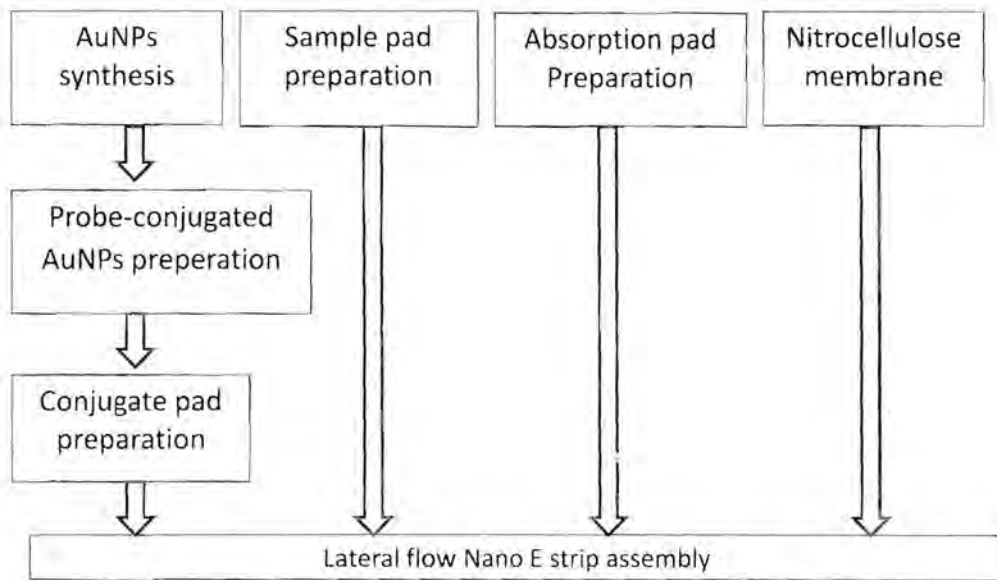 AuNPs
synthesis
Sample pad
preparation
Absorption pad
Preparation
Nitrocellulose
membrane
Probe-conjugated
AuNPs preperation
Conjugate pad
preparation
Lateral flow Nano E strip assembly